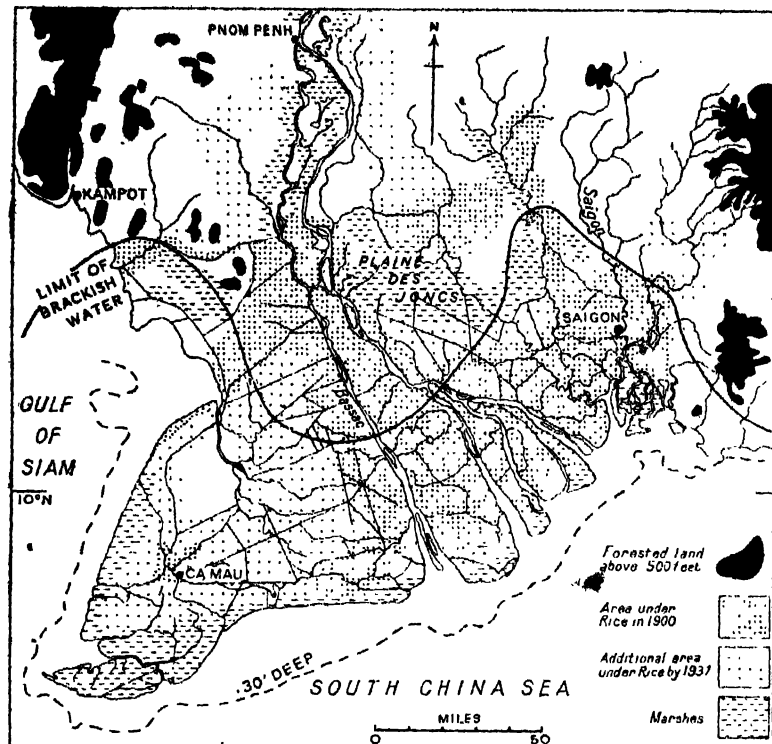 PNOM PENH
N
KAMPOT
Saigon
LIMIT OF
BRACKISH
WATER
PLAINE
DES
JONCS
SAIGON
GULF
OF
SIAM
Bassac
10°N
CA MAU
Forested land
above 500 feet
Area under
Rice in 1900
Additional area
under Rice by 1937
Marshes
30' DEEP
SOUTH CHINA SEA
MILES
0 50